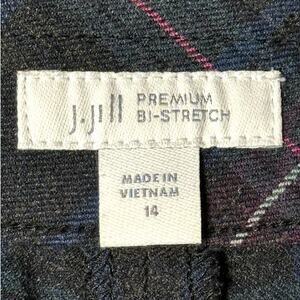 J.Jill PREMIUM
BI-STRETCH
MADE IN
VIETNAM
14